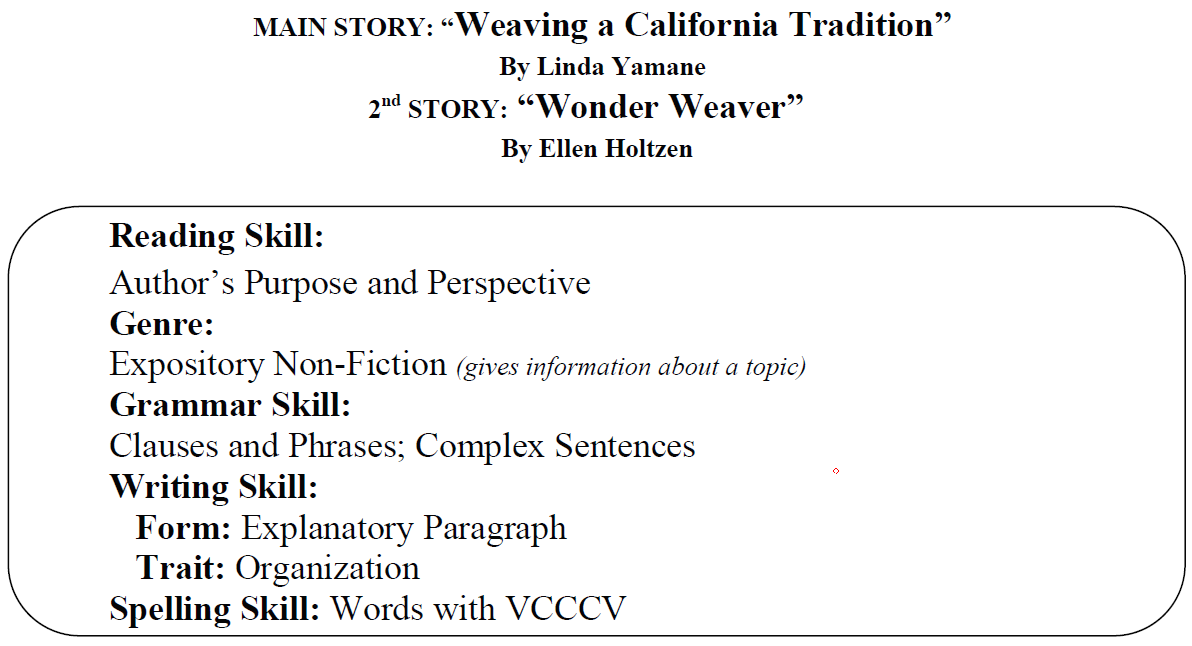 MAIN STORY: “Weaving a California Tradition”
By Linda Yamane
2nd STORY: “Wonder Weaver”
By Ellen Holtzen
Reading Skill:
Author’s Purpose and Perspective
Genre:
Expository Non-Fiction (gives information about a topic)
Grammar Skill:
Clauses and Phrases; Complex Sentences
Writing Skill:
Form: Explanatory Paragraph
Trait: Organization
Spelling Skill: Words with VCCCV